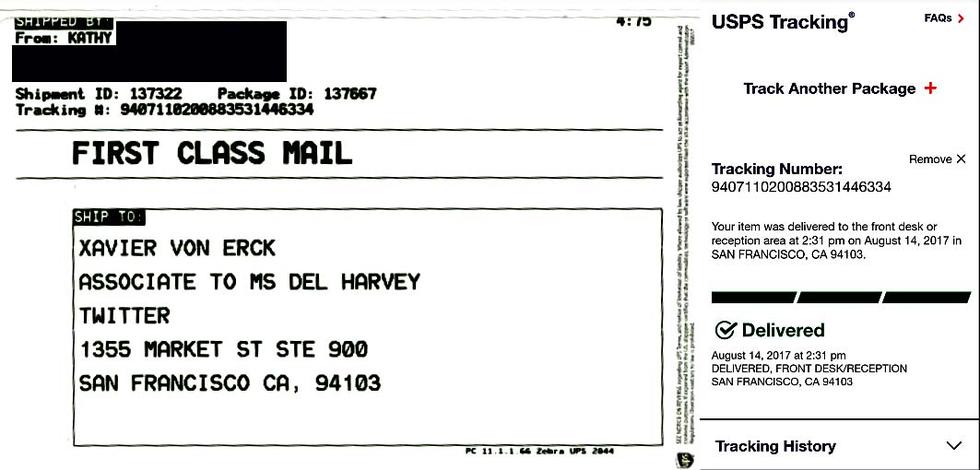 SHIPPED BY:
4:75
From: KATHY
Shipment ID: 137322 Package ID: 137667
Tracking #: 9407110200883531446334
FIRST CLASS MAIL
SHIP TO:
XAVIER VON ERCK
ASSOCIATE TO MS DEL HARVEY
TWITTER
1355 MARKET ST STE 900
SAN FRANCISCO CA, 94103
PC 11.1.1.66 Zebra UPS 2844
USPS Tracking®
FAQs >
Track Another Package +
Remove X
Tracking Number:
9407110200883531446334
Your item was delivered to the front desk or
reception area at 2:31 pm on August 14, 2017 in
SAN FRANCISCO, CA 94103.
Delivered
August 14, 2017 at 2:31 pm
DELIVERED, FRONT DESK/RECEPTION
SAN FRANCISCO, CA 94103
Tracking History